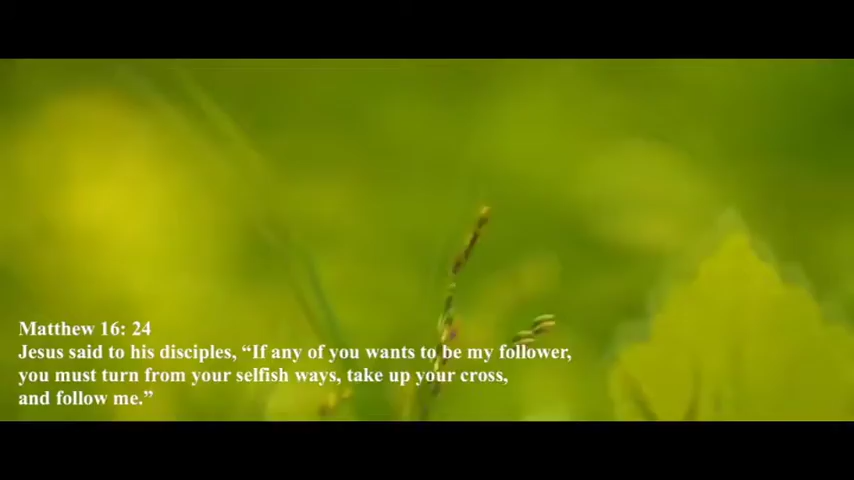 Matthew 16: 24
Jesus said to his disciples, “If any of you wants to be my follower,
you must turn from your selfish ways, take up your cross,
and follow me.”